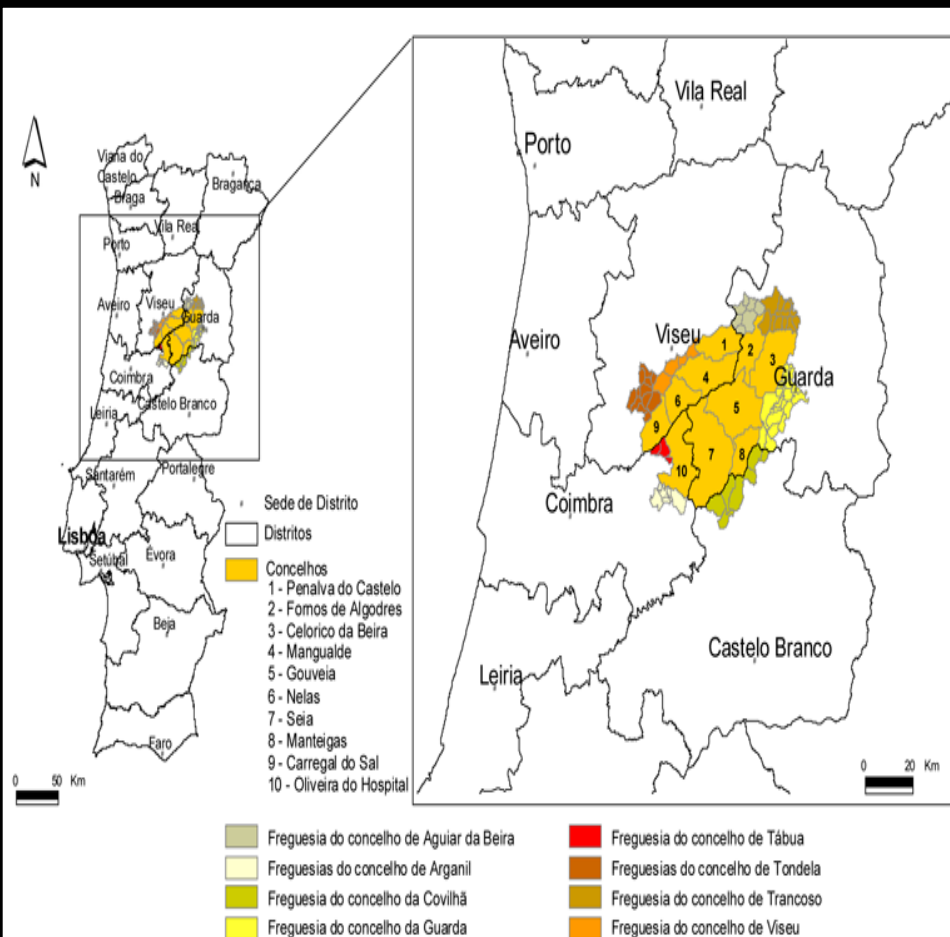 N
Viana do
Castelo
Braga
Bragança
Vila Real
Porto
Aveiro
Viseu
Guarda
Coimbra
Castelo Branco
Leiria
Santarém
Portalegre
Lisboa
Setúbal
Évora
Beja
Faro
0 50 Km
Sede de Distrito
Distritos
Concelhos
1 - Penalva do Castelo
2 - Fornos de Algodres
3 - Celorico da Beira
4 - Mangualde
5 - Gouveia
6 - Nelas
7 - Seia
8 - Manteigas
9 - Carregal do Sal
10 - Oliveira do Hospital
Vila Real
Porto
Aveiro
Viseu
1
2
3
Guarda
4
6
5
9
7
8
10
Coimbra
Castelo Branco
Leiria
0 20 Km
Freguesia do concelho de Aguiar da Beira
Freguesias do concelho de Arganil
Freguesia do concelho da Covilhã
Freguesia do concelho da Guarda
Freguesia do concelho de Tábua
Freguesias do concelho de Tondela
Freguesia do concelho de Trancoso
Freguesia do concelho de Viseu